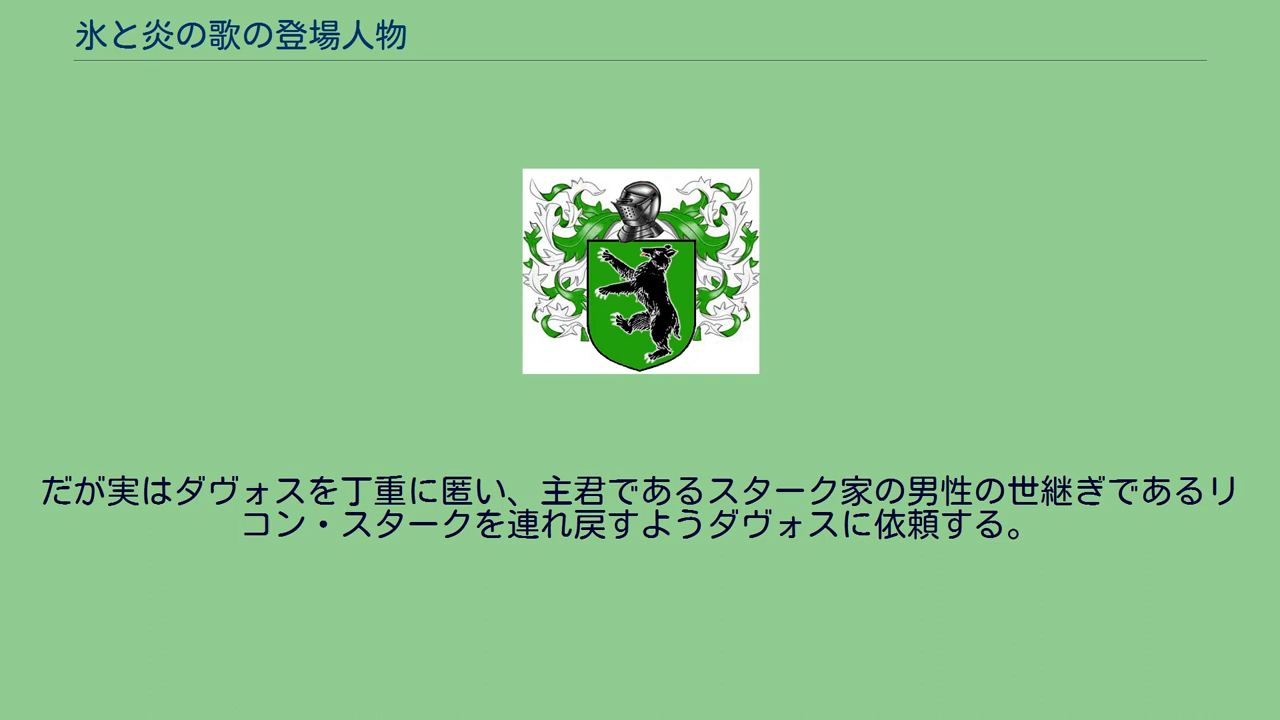 氷と炎の歌の登場人物
だが実はダヴォスを丁重に匿い、主君であるスターク家の男性の世継ぎであるリ
コン・スタークを連れ戻すようダヴォスに依頼する。